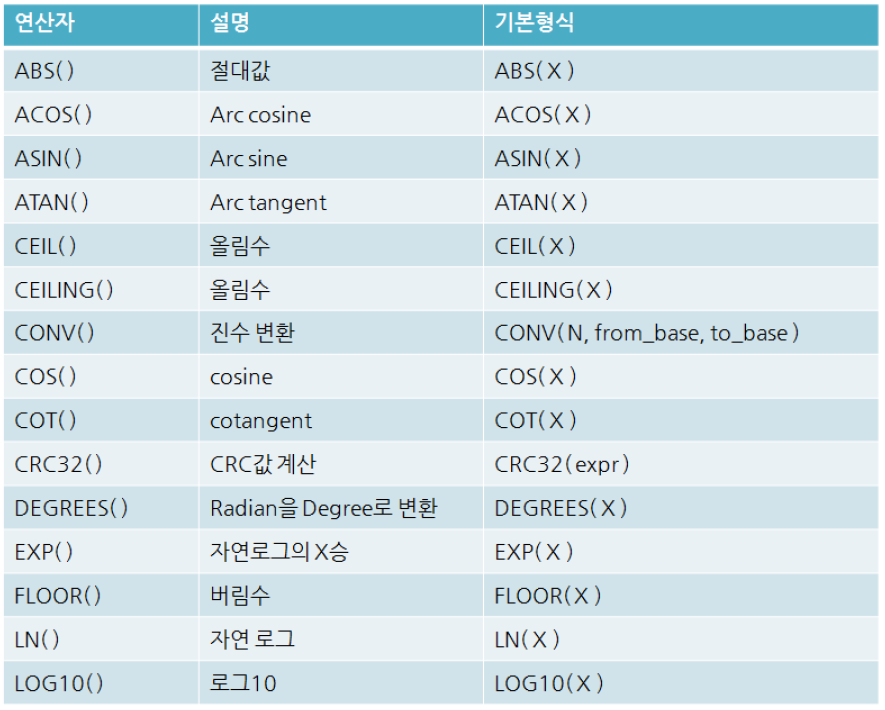 연산자 설명 기본형식
ABS( ) 절대값 ABS( X )
ACOS( ) Arc cosine ACOS( X )
ASIN( ) Arc sine ASIN( X )
ATAN( ) Arc tangent ATAN( X )
CEIL( ) 올림수 CEIL( X )
CEILING( ) 올림수 CEILING( X )
CONV( ) 진수 변환 CONV( N, from_base, to_base )
COS( ) cosine COS( X )
COT( ) cotangent COT( X )
CRC32( ) CRC값 계산 CRC32( expr )
DEGREES( ) Radian을 Degree로 변환 DEGREES( X )
EXP( ) 자연로그의 X승 EXP( X )
FLOOR( ) 버림수 FLOOR( X )
LN( ) 자연 로그 LN( X )
LOG10( ) 로그10 LOG10( X )